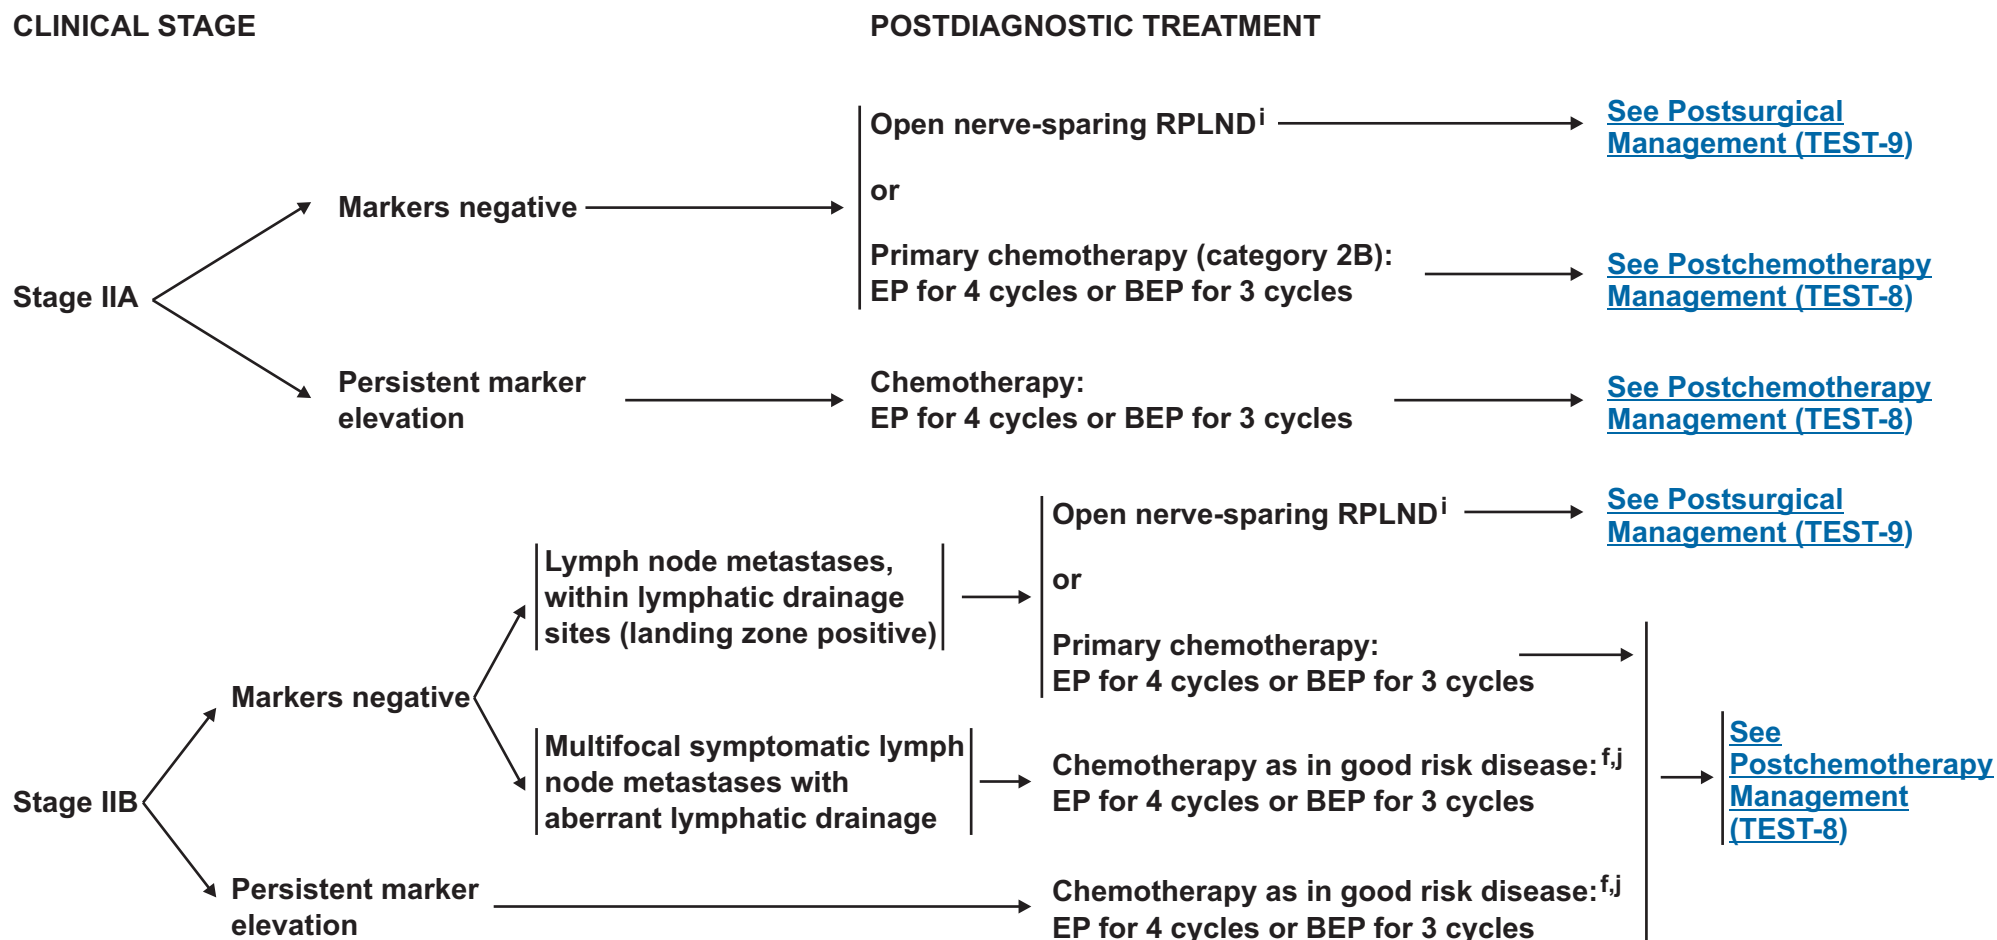 CLINICAL STAGE
POSTDIAGNOSTIC TREATMENT
Open nerve-sparing RPLND i
See Postsurgical
Management (TEST-9)
or
Markers negative
Primary chemotherapy (category 2B):
EP for 4 cycles or BEP for 3 cycles
See Postchemotherapy
Management (TEST-8)
Stage IIA
Persistent marker
elevation
Chemotherapy:
EP for 4 cycles or BEP for 3 cycles
See Postchemotherapy
Management (TEST-8)
Open nerve-sparing RPLND i
See Postsurgical
Management (TEST-9)
Lymph node metastases,
within lymphatic drainage
sites (landing zone positive)
or
Primary chemotherapy:
EP for 4 cycles or BEP for 3 cycles
Markers negative
Multifocal symptomatic lymph
node metastases with
aberrant lymphatic drainage
Chemotherapy as in good risk disease: f,j
EP for 4 cycles or BEP for 3 cycles
See
Postchemotherapy
Management
(TEST-8)
Stage IIB
Persistent marker
elevation
Chemotherapy as in good risk disease: f,j
EP for 4 cycles or BEP for 3 cycles